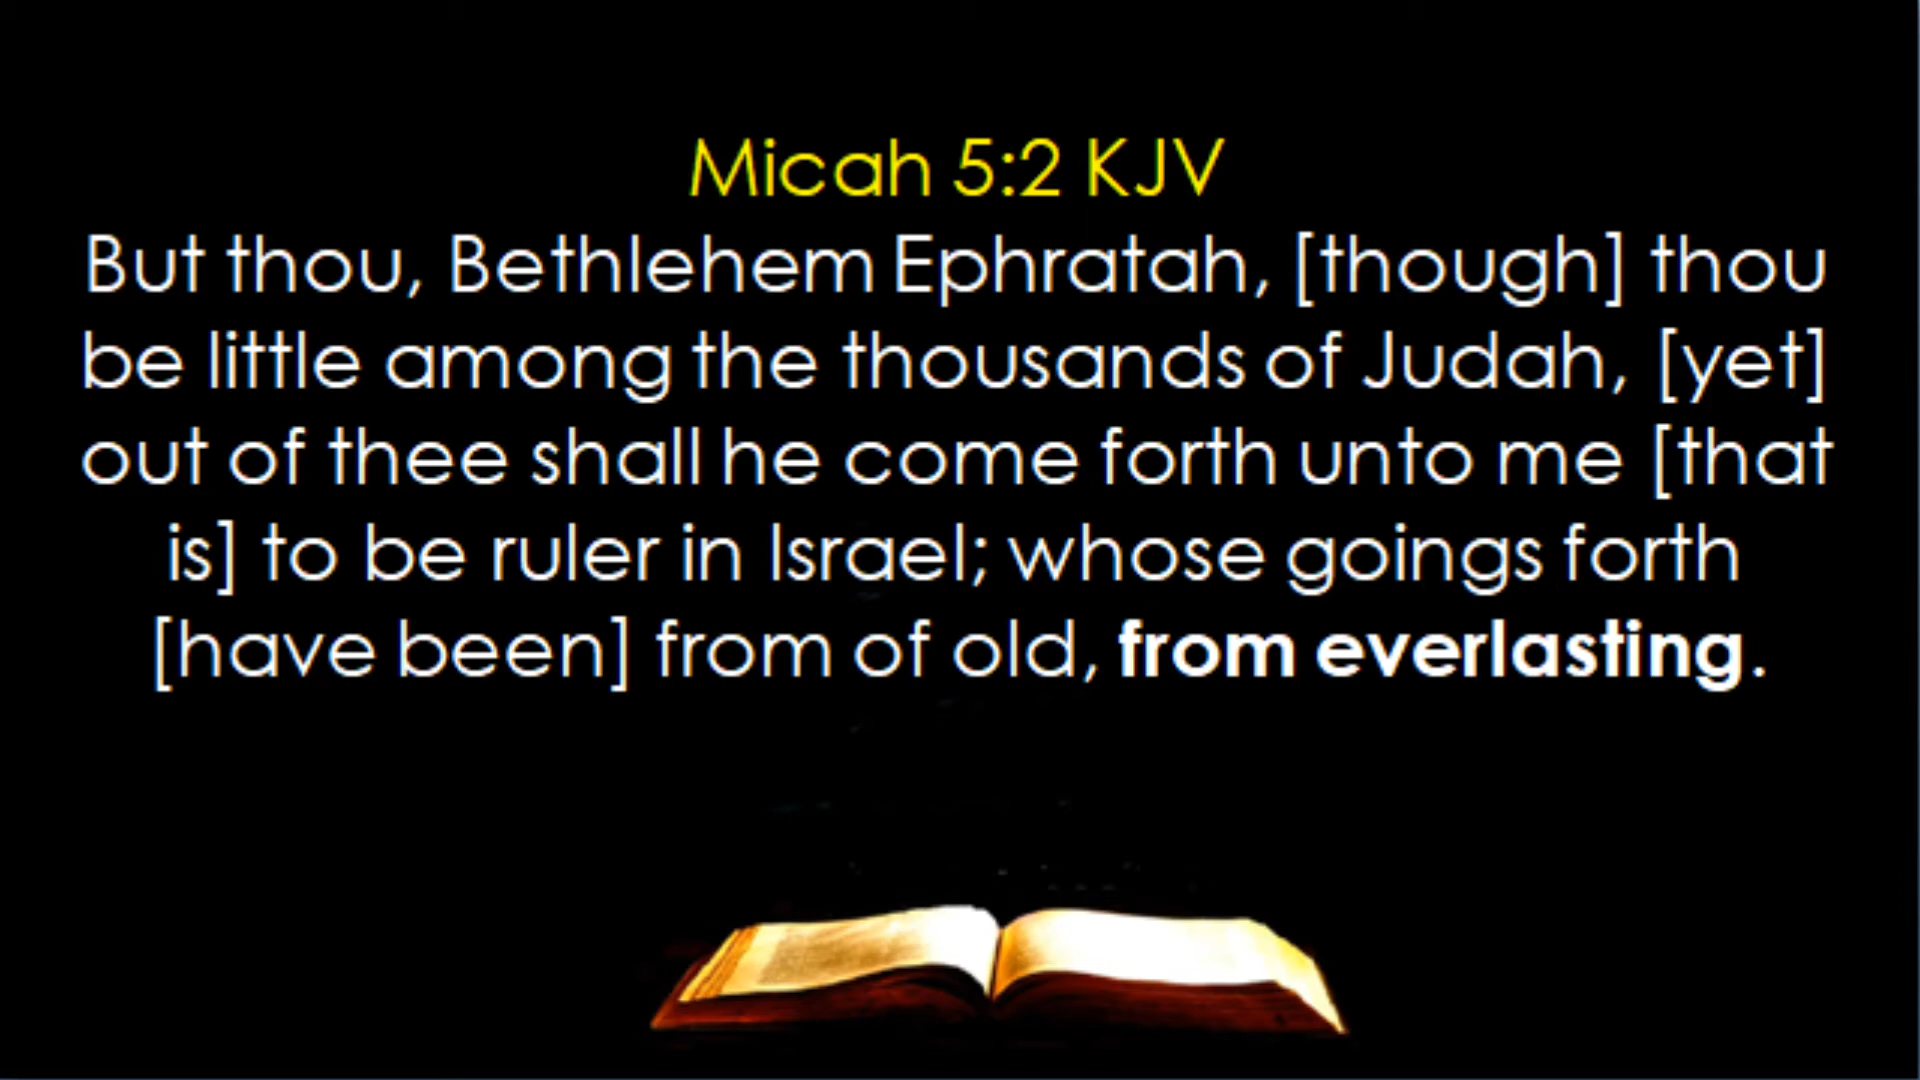 Micah 5:2 KJV
But thou, Bethlehem Ephratah, [though] thou
be little among the thousands of Judah, [yet]
out of thee shall he come forth unto me [that
is] to be ruler in Israel; whose goings forth
[have been] from of old, from everlasting.